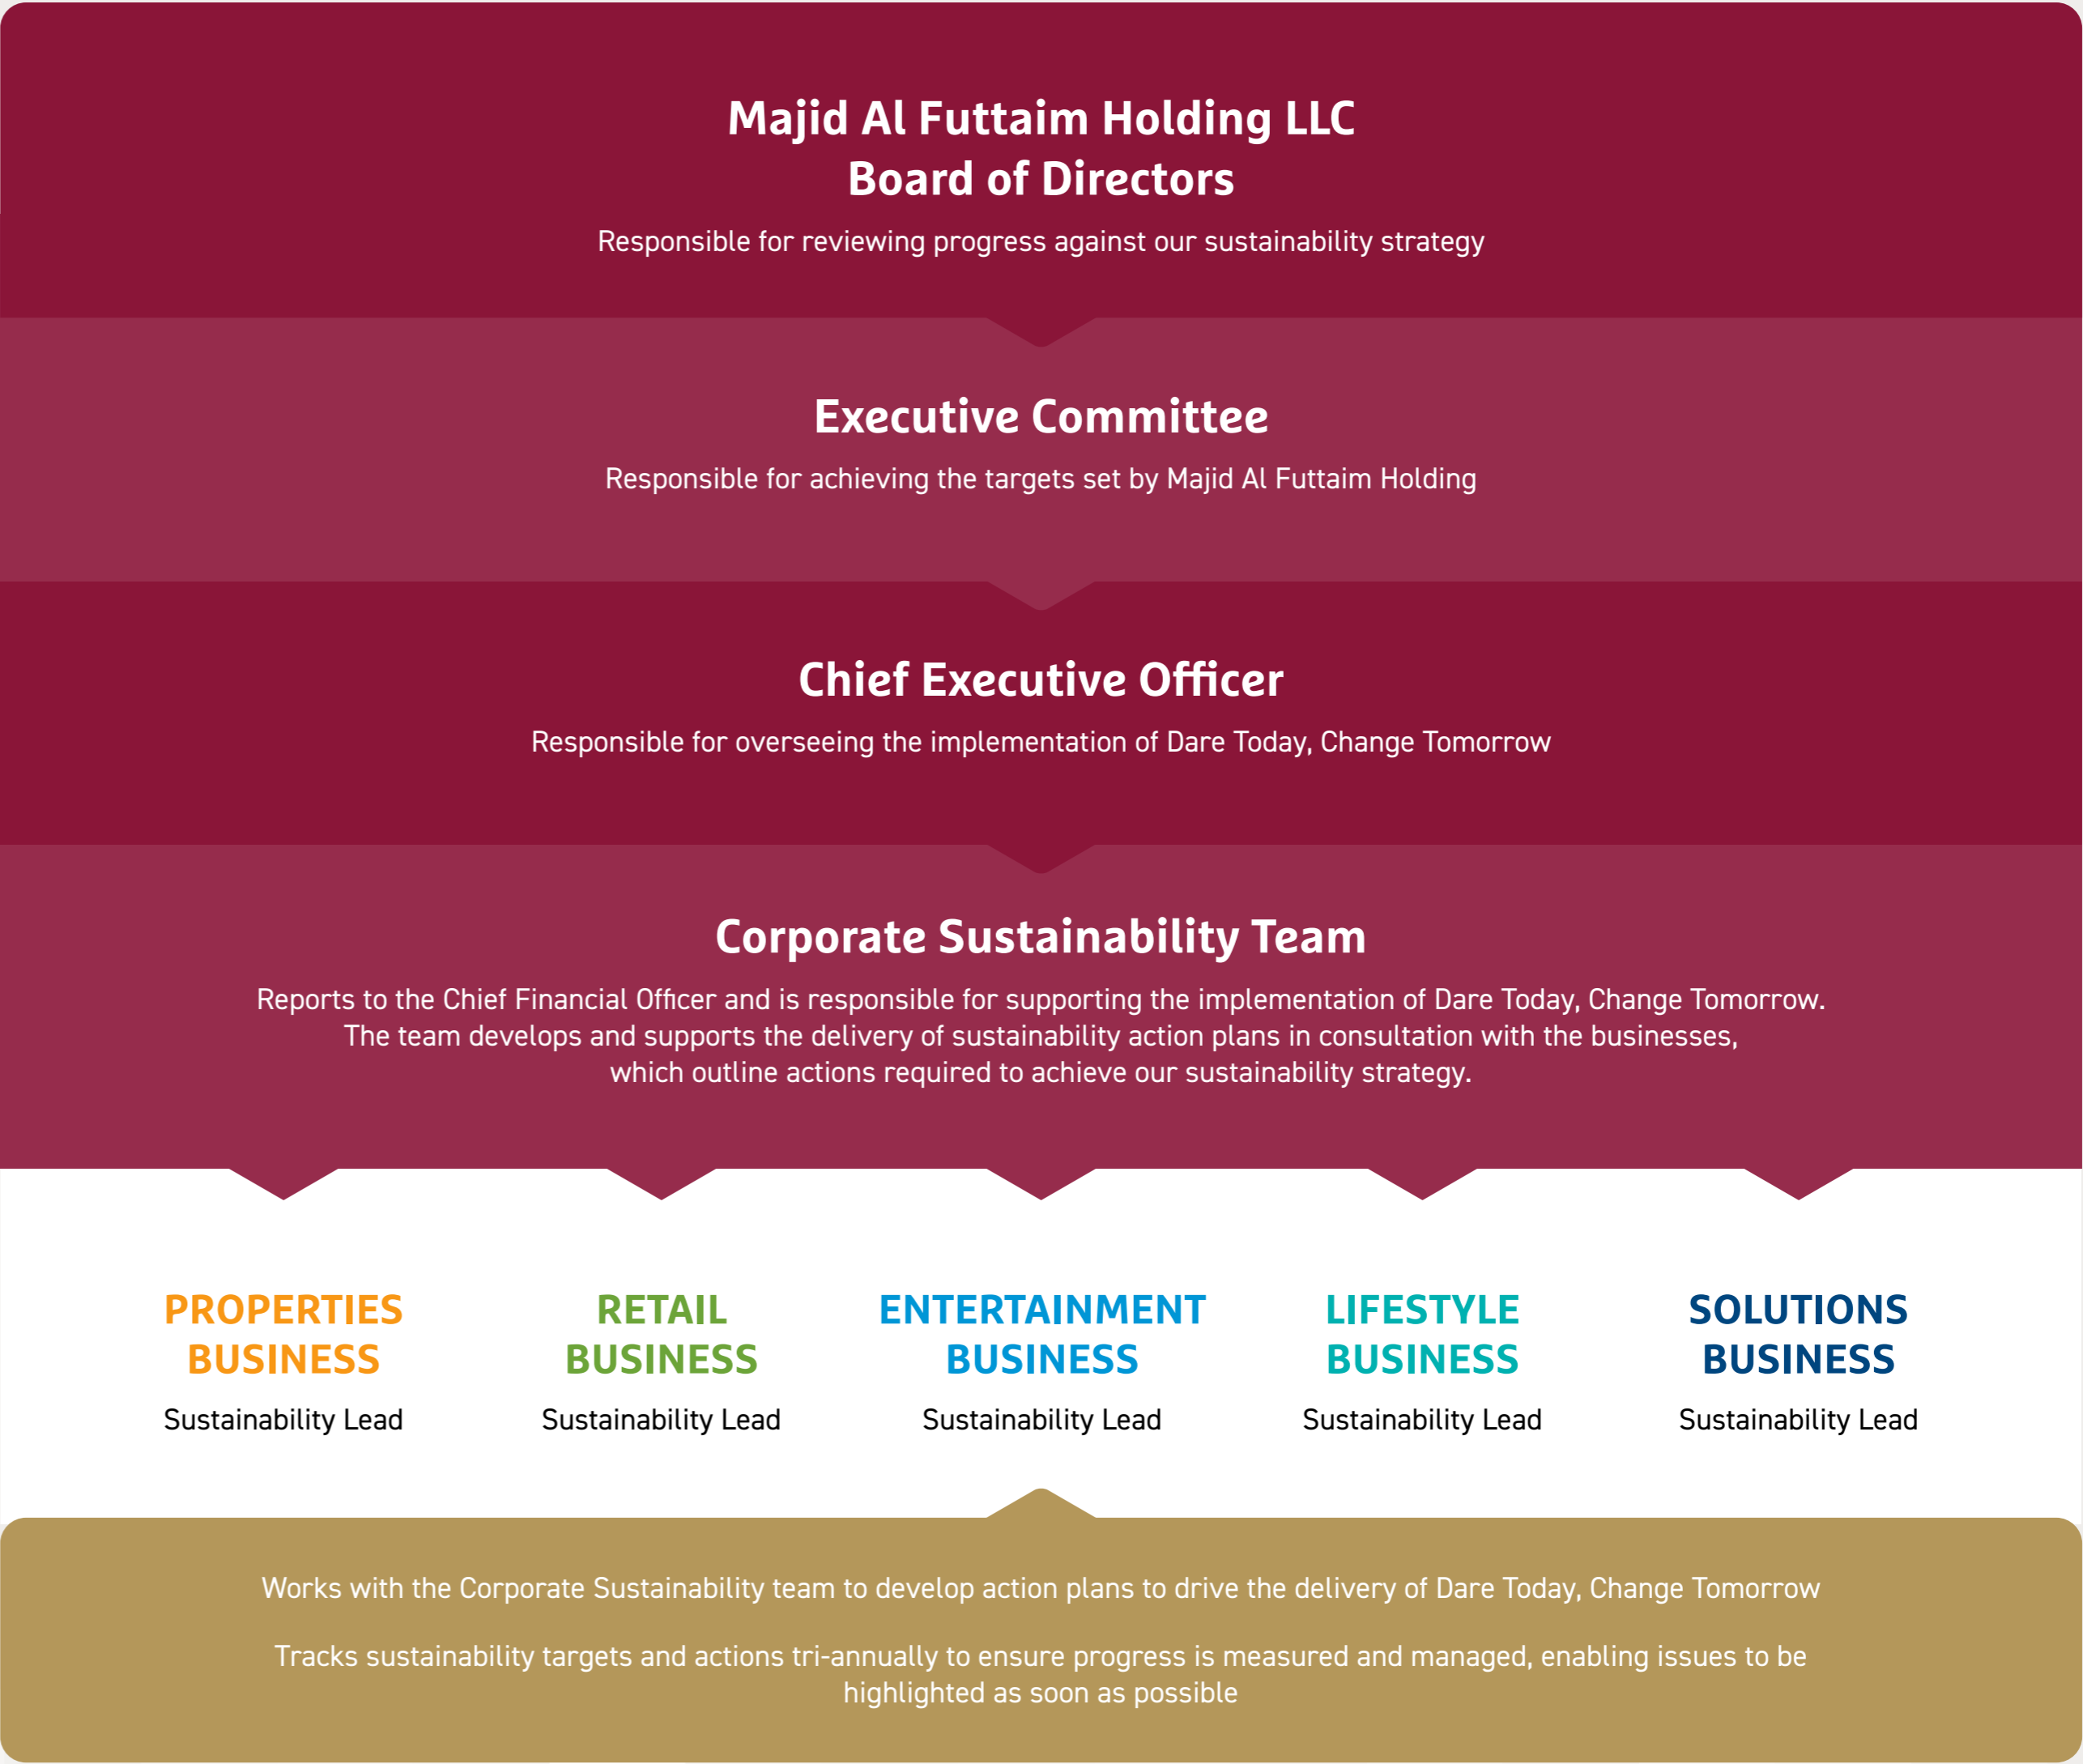 Majid Al Futtaim Holding LLC
Board of Directors
Responsible for reviewing progress against our sustainability strategy
Executive Committee
Responsible for achieving the targets set by Majid Al Futtaim Holding
Chief Executive Officer
Responsible for overseeing the implementation of Dare Today, Change Tomorrow
Corporate Sustainability Team
Reports to the Chief Financial Officer and is responsible for supporting the implementation of Dare Today, Change Tomorrow.
The team develops and supports the delivery of sustainability action plans in consultation with the businesses,
which outline actions required to achieve our sustainability strategy.
PROPERTIES
BUSINESS
Sustainability Lead
RETAIL
BUSINESS
Sustainability Lead
ENTERTAINMENT
BUSINESS
Sustainability Lead
LIFESTYLE
BUSINESS
Sustainability Lead
SOLUTIONS
BUSINESS
Sustainability Lead
Works with the Corporate Sustainability team to develop action plans to drive the delivery of Dare Today, Change Tomorrow
Tracks sustainability targets and actions tri-annually to ensure progress is measured and managed, enabling issues to be
highlighted as soon as possible